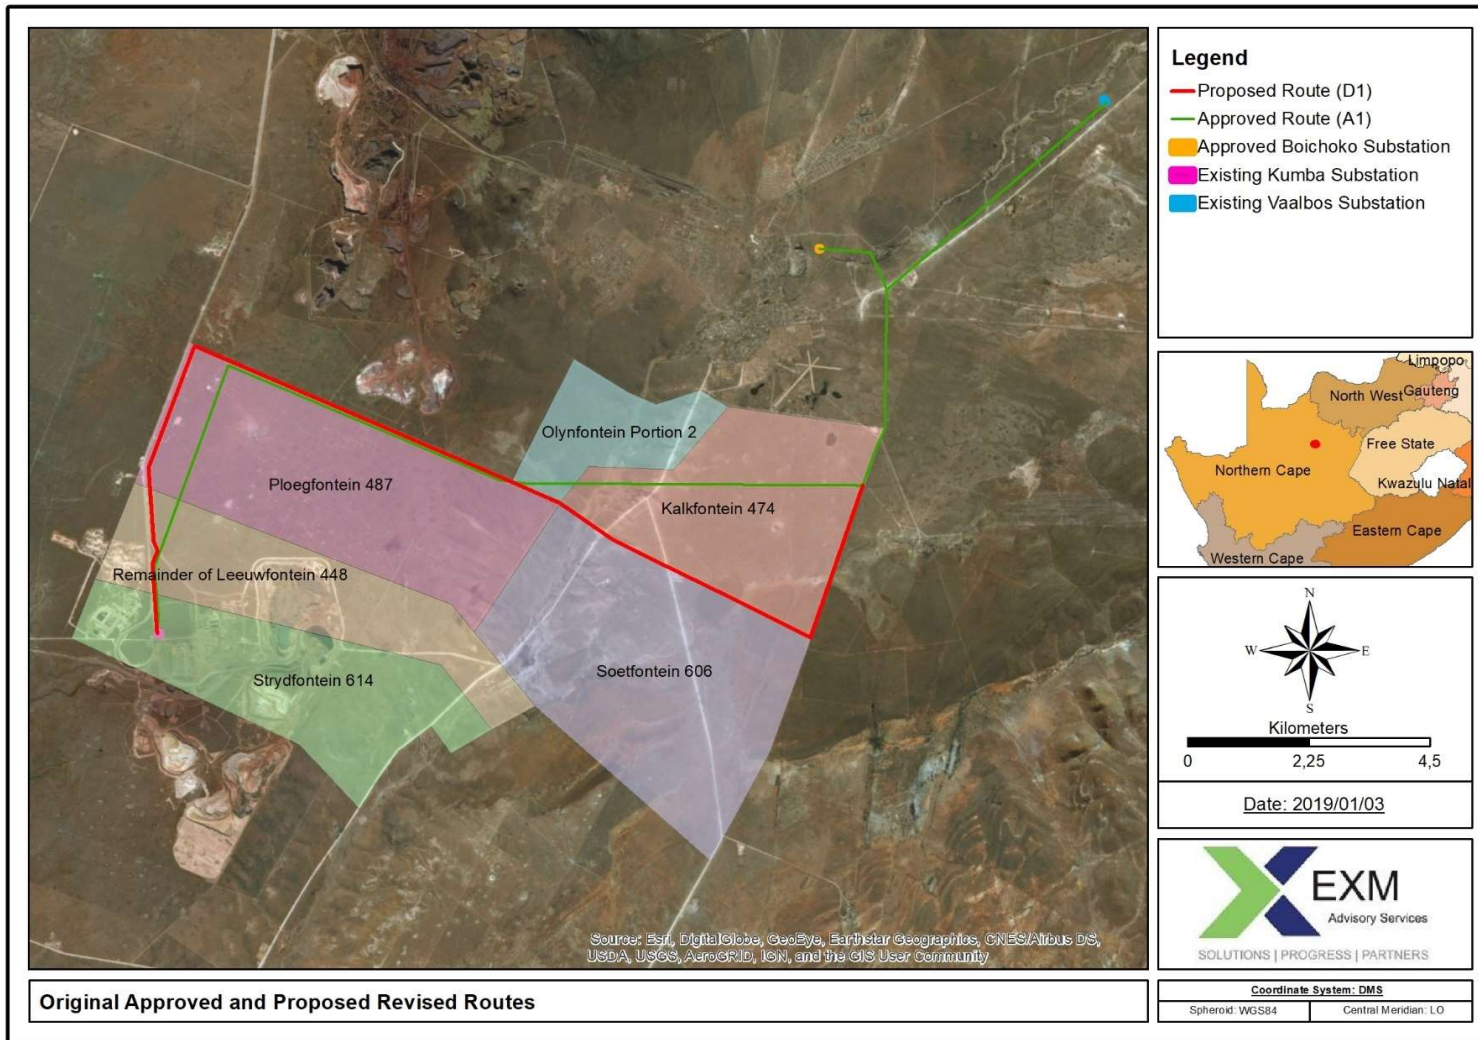 Legend
Proposed Route (D1)
Approved Route (A1)
Approved Boichoko Substation
Existing Kumba Substation
Existing Vaalbos Substation
Olynfontein Portion 2
Ploegfontein 487
Kalkfontein 474
Remainder of Leeuwfontein 448
Soetfontein 606
Strydfontein 614
Source: Esri, DigitalGlobe, GeoEye, Earthstar Geographics, CNES/Airbus DS,
USDA, USGS, AeroGRID, IGN, and the GIS User Community
Limpopo
North West
Gauteng
Free State
Northern Cape
Kwazulu Natal
Eastern Cape
Western Cape
N
W
E
S
Kilometers
0
2,25
4,5
Date: 2019/01/03
EXM
Advisory Services
SOLUTIONS | PROGRESS | PARTNERS
Original Approved and Proposed Revised Routes
Coordinate System: DMS
Spheroid: WGS84
Central Meridian: LO